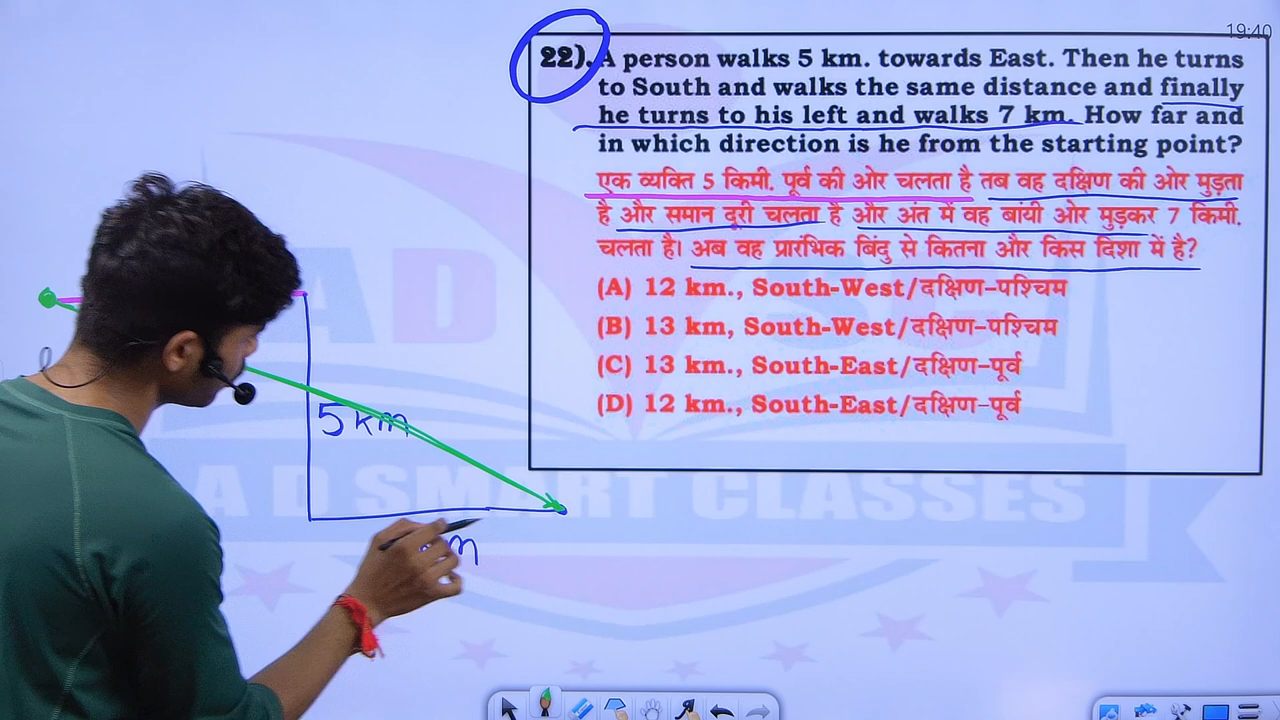 19:40
22). A person walks 5 km. towards East. Then he turns
to South and walks the same distance and finally
he turns to his left and walks 7 km. How far and
in which direction is he from the starting point?
एक व्यक्ति 5 किमी. पूर्व की ओर चलता है तब वह दक्षिण की ओर मुड़ता
है और समान दूरी चलता है और अंत में वह बांयी ओर मुड़कर 7 किमी.
चलता है। अब वह प्रारंभिक बिंदु से कितना और किस दिशा में है?
(A) 12 km., South-West/दक्षिण-पश्चिम
(B) 13 km, South-West/दक्षिण-पश्चिम
(C) 13 km., South-East/दक्षिण-पूर्व
(D) 12 km., South-East/दक्षिण-पूर्व
5 km
A D SMART CLASSES